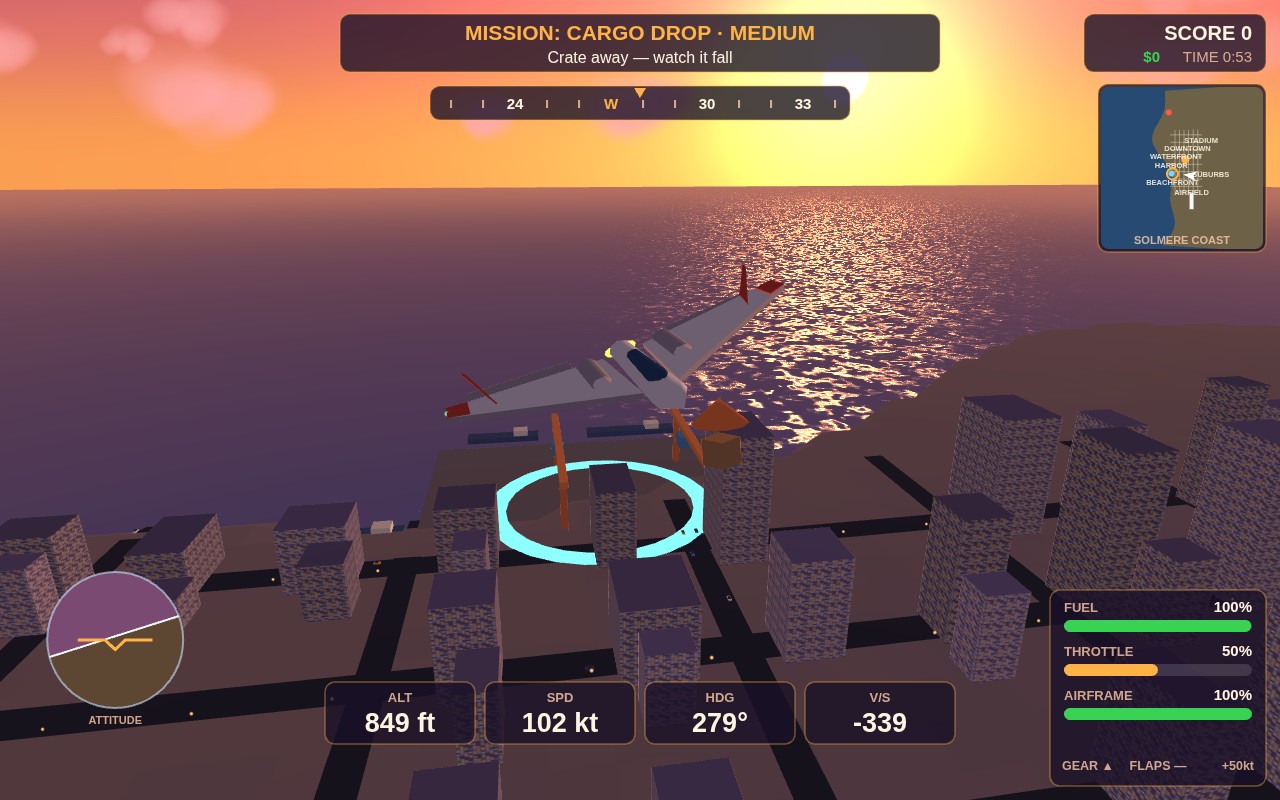 MISSION: CARGO DROP · MEDIUM
Crate away — watch it fall
SCORE 0
$0 TIME 0:53
24 W 30 33
STADIUM
DOWNTOWN
WATERFRONT
HARBOR
SUBURBS
BEACHFRONT
AIRFIELD
SOLMERE COAST
ATTITUDE
ALT
849 ft
SPD
102 kt
HDG
279°
V/S
-339
FUEL 100%
THROTTLE 50%
AIRFRAME 100%
GEAR ▲ FLAPS — +50kt